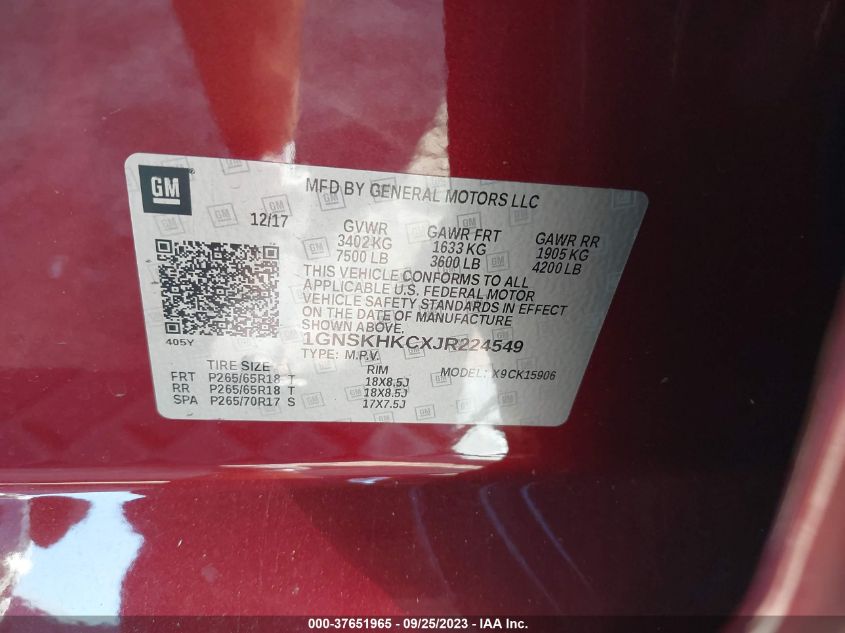 GM
MFD BY GENERAL MOTORS LLC
12/17
GVWR GAWR FRT GAWR RR
3402 KG 1633 KG 1905 KG
7500 LB 3600 LB 4200 LB
THIS VEHICLE CONFORMS TO ALL
APPLICABLE U.S. FEDERAL MOTOR
VEHICLE SAFETY STANDARDS IN EFFECT
ON THE DATE OF MANUFACTURE
SHOWN ABOVE.
405Y
1GNSKHKCXJR224549
TYPE: M.P.V.
TIRE SIZE RIM MODEL: X9CK15906
FRT P265/65R18 T 18X8.5J
RR P265/65R18 T 18X8.5J
SPA P265/70R17 S 17X7.5J
000-37651965 - 09/25/2023 - IAA Inc.